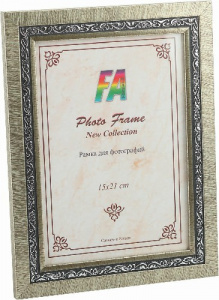 FA
Photo Frame
New Collection
Рамка для фотографий
15x21 cm